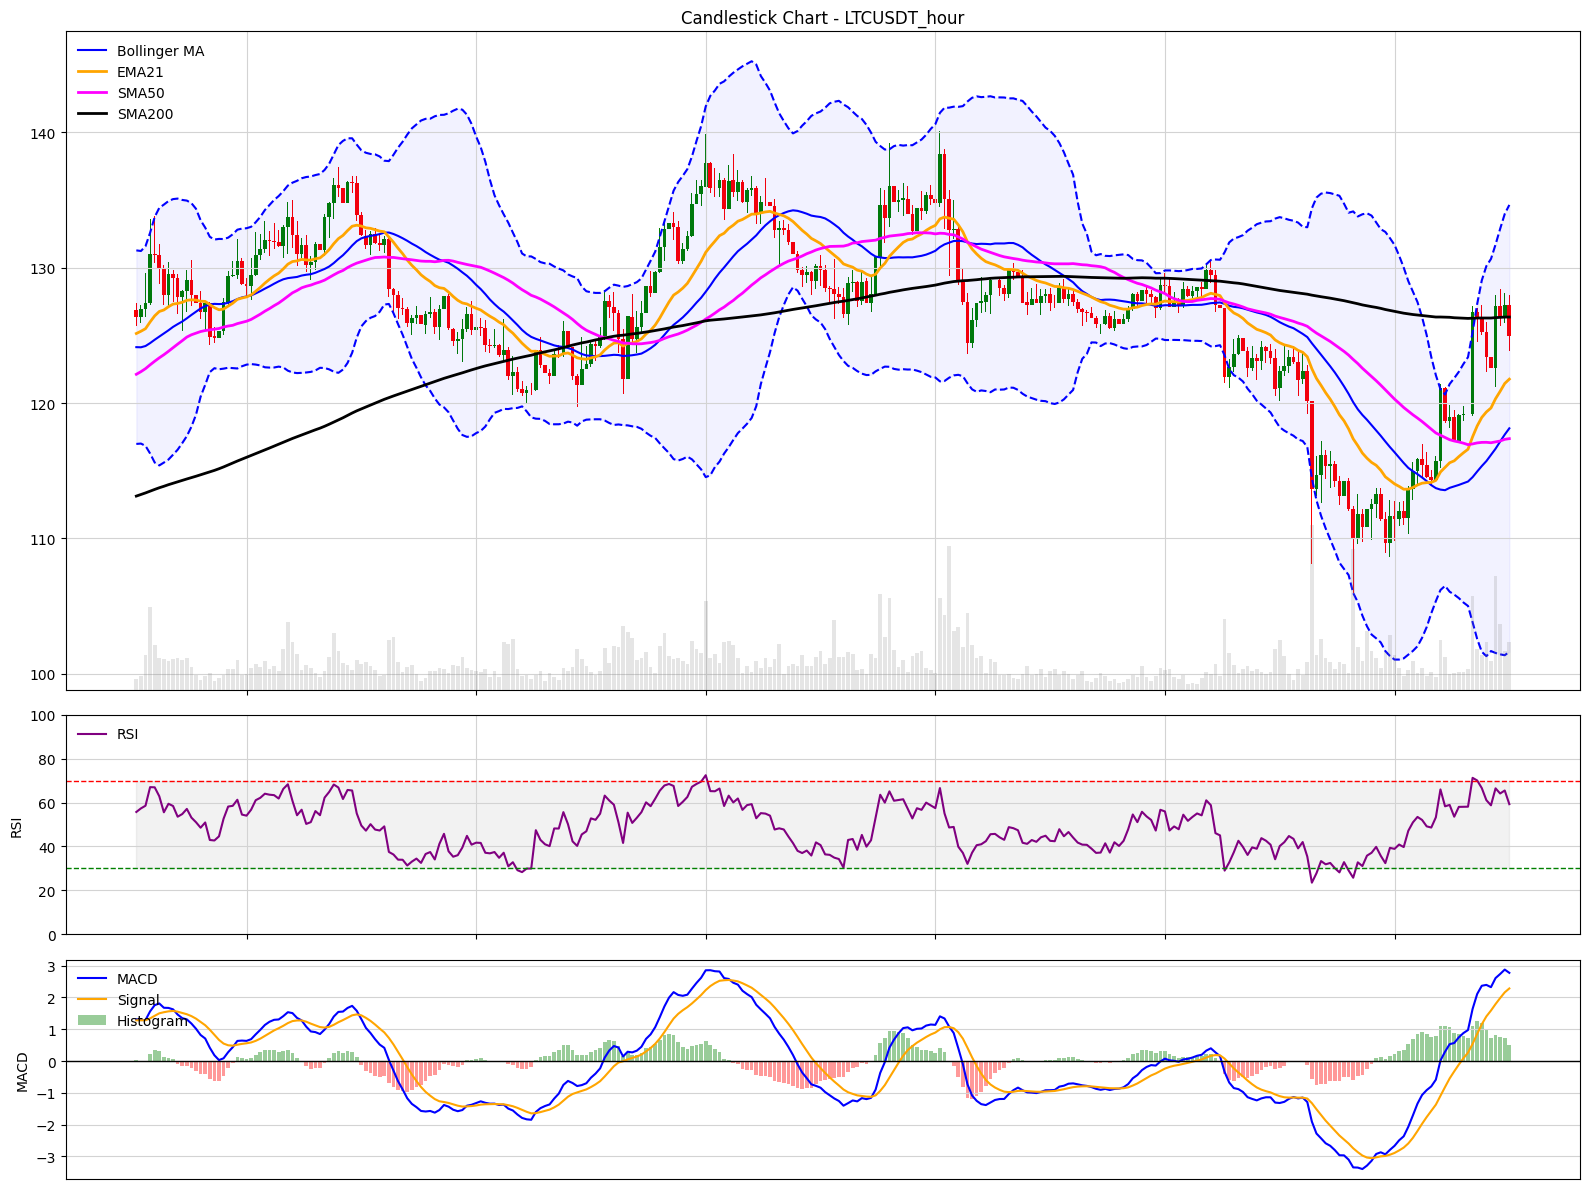 Candlestick Chart - LTCUSDT_hour
Bollinger MA
EMA21
SMA50
SMA200
140
130
120
110
100
RSI
100
80
60
40
20
0
RSI
MACD
Signal
Histogram
3
2
1
0
−1
−2
−3
MACD